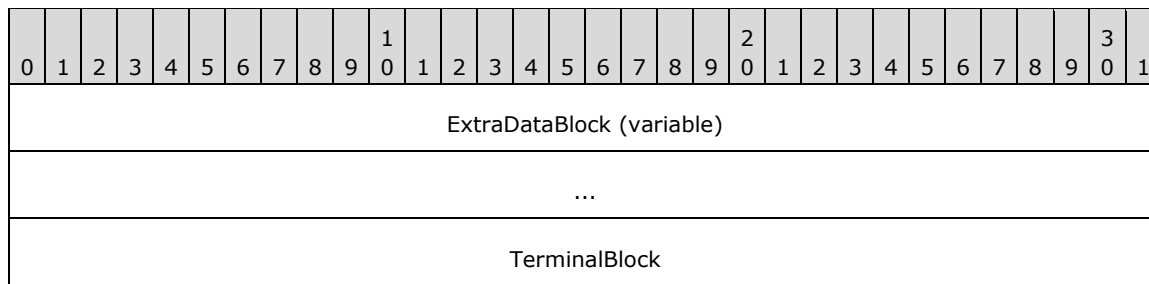 1 2 3
0 1 2 3 4 5 6 7 8 9 0 1 2 3 4 5 6 7 8 9 0 1 2 3 4 5 6 7 8 9 0 1
ExtraDataBlock (variable)
...
TerminalBlock